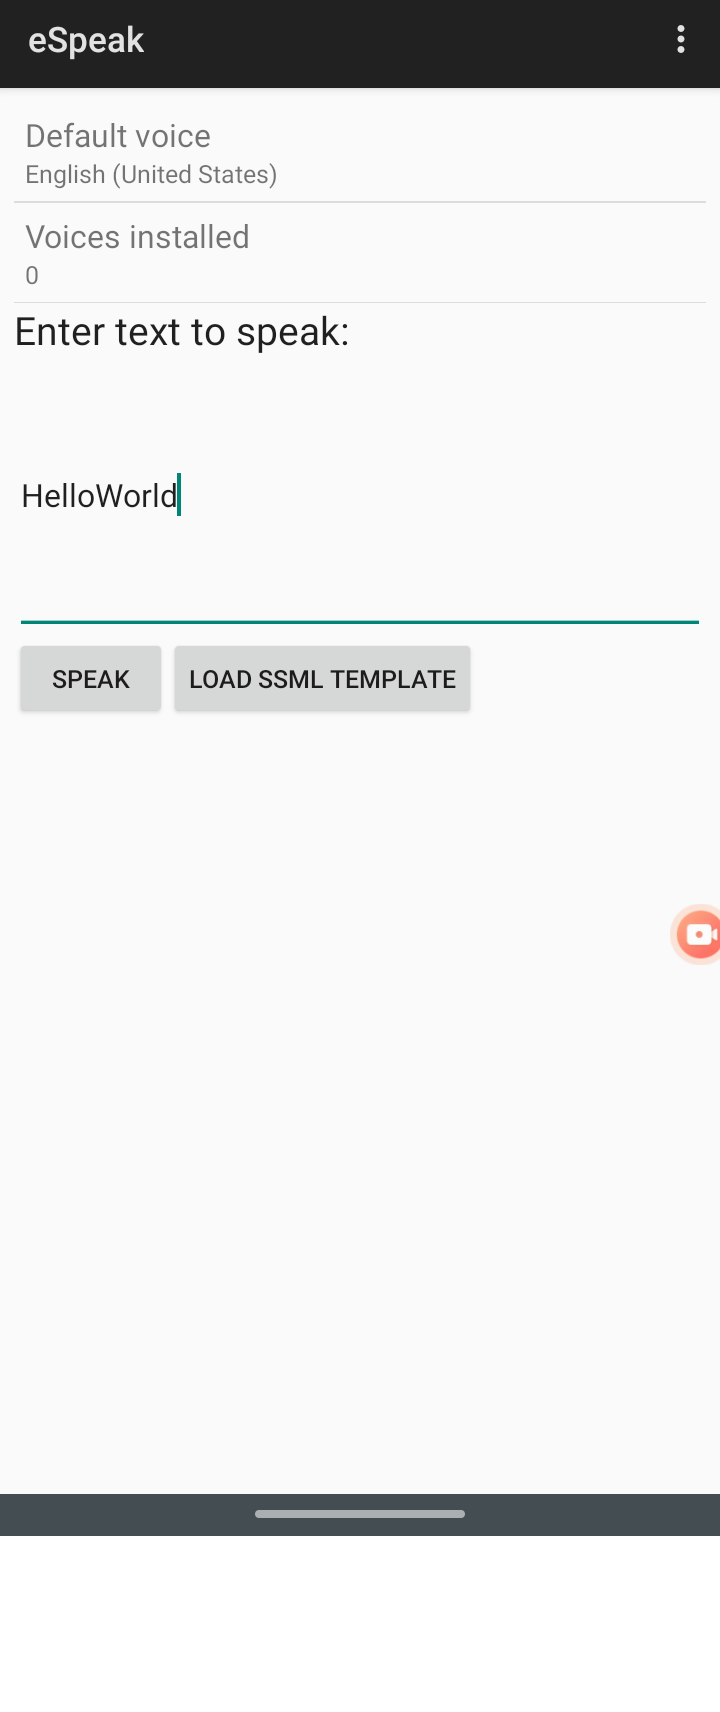 eSpeak
Default voice
English (United States)
Voices installed
0
Enter text to speak:
HelloWorld
SPEAK
LOAD SSML TEMPLATE